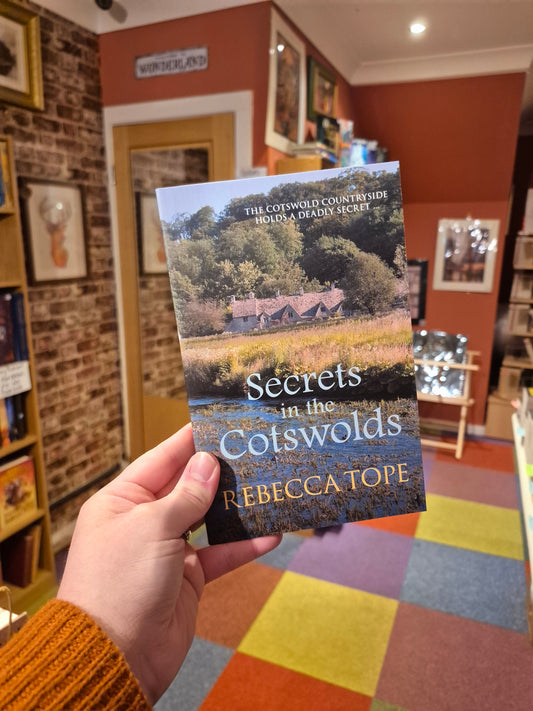 WONDERLAND
THE COTSWOLD COUNTRYSIDE
HOLDS A DEADLY SECRET ...
Secrets
in the
Cotswolds
REBECCA TOPE